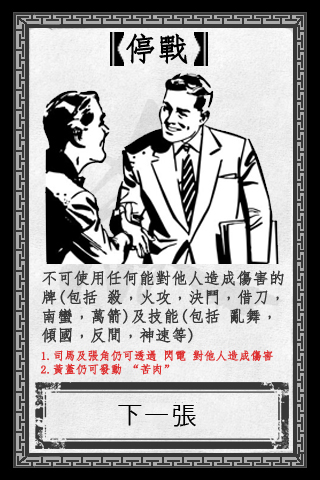 【停戰】
不可使用任何能對他人造成傷害的
牌(包括 殺，火攻，決鬥，借刀，
南蠻，萬箭)及技能(包括 亂舞，
傾國，反間，神速等)
1. 司馬及張角仍可透過 閃電 對他人造成傷害
2. 黃蓋仍可發動 “苦肉”
下一張